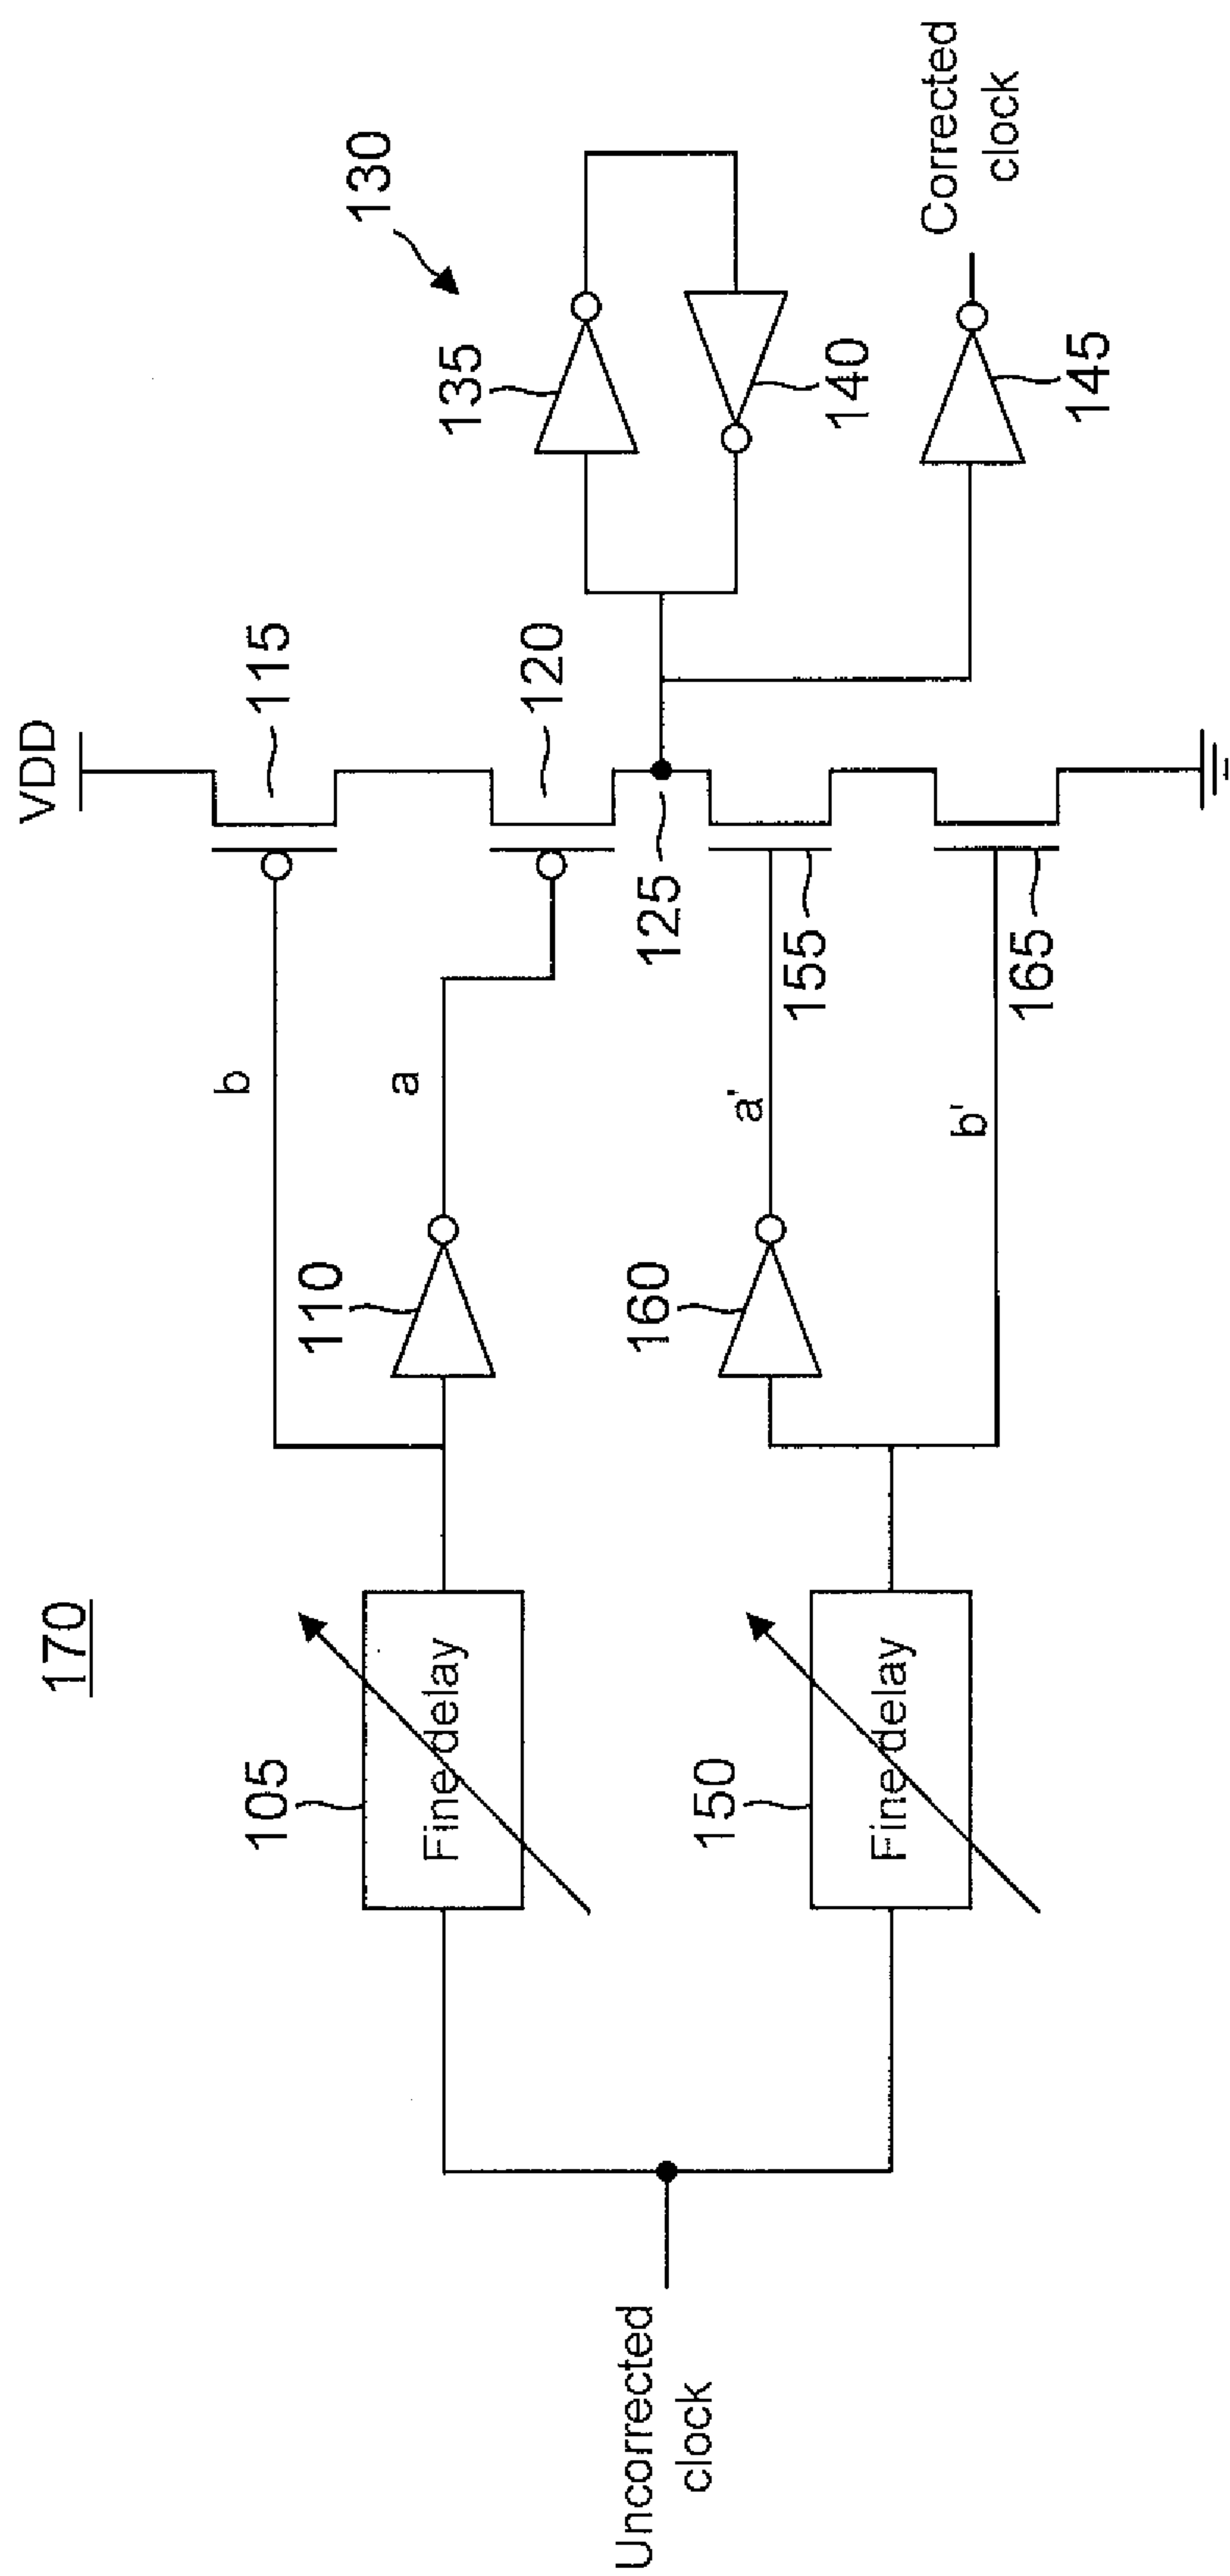 170
VDD
115
b
105
Fine delay
110
a
120
130
135
140
125
Uncorrected
clock
150
Fine delay
160
a'
155
b'
165
145
Corrected
clock